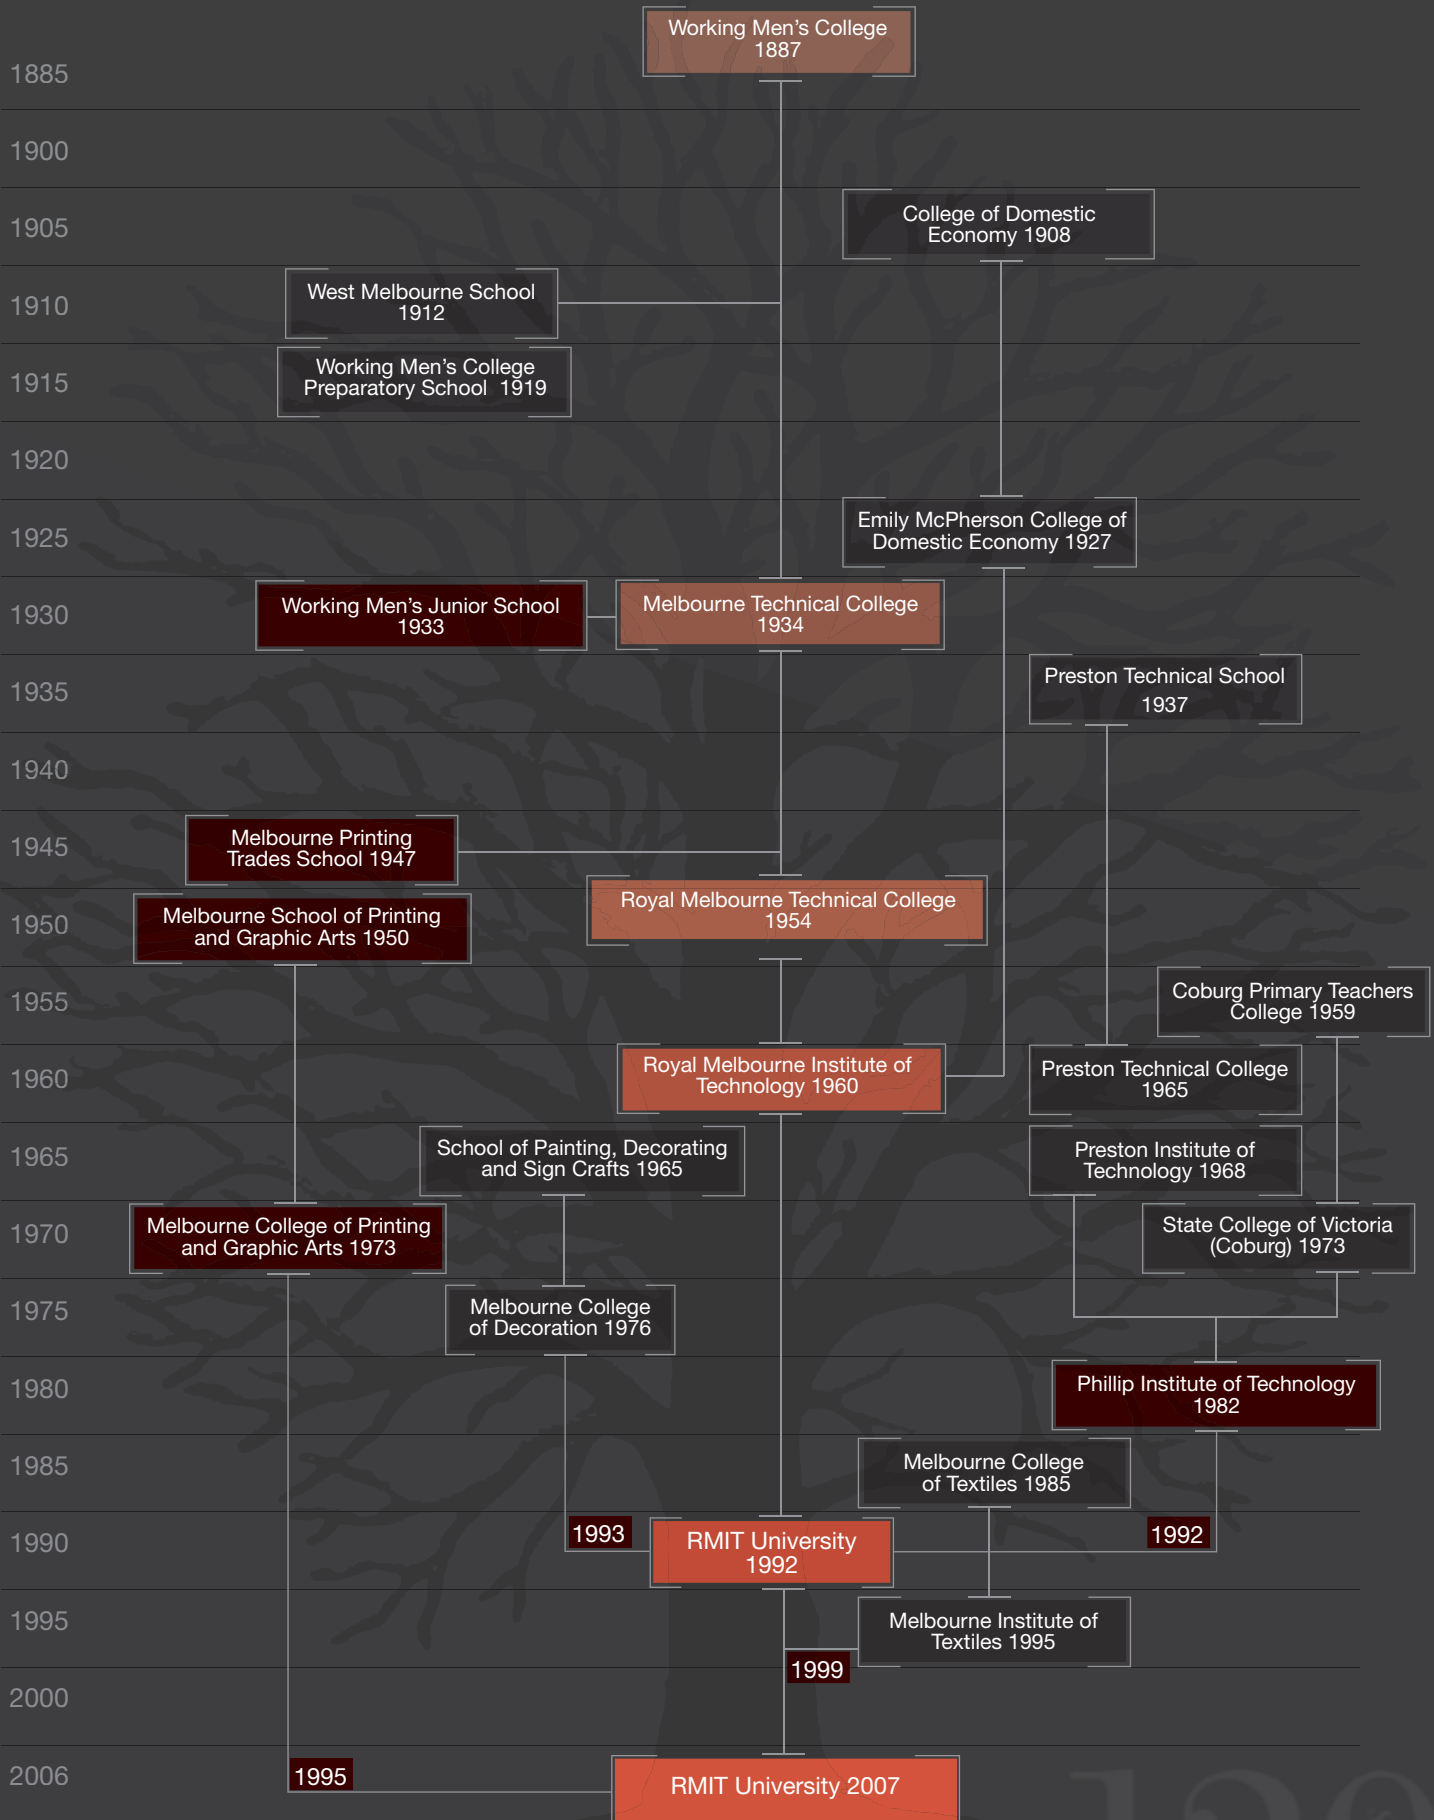 Working Men's College
1887
1885
1900
College of Domestic
Economy 1908
1905
West Melbourne School
1912
1910
Working Men's College
Preparatory School 1919
1915
1920
Emily McPherson College of
Domestic Economy 1927
1925
Working Men's Junior School
1933
Melbourne Technical College
1934
1930
Preston Technical School
1937
1935
1940
Melbourne Printing
Trades School 1947
1945
Royal Melbourne Technical College
1954
Melbourne School of Printing
and Graphic Arts 1950
1950
Coburg Primary Teachers
College 1959
1955
Royal Melbourne Institute of
Technology 1960
Preston Technical College
1965
1960
School of Painting, Decorating
and Sign Crafts 1965
Preston Institute of
Technology 1968
1965
Melbourne College of Printing
and Graphic Arts 1973
State College of Victoria
(Coburg) 1973
1970
Melbourne College
of Decoration 1976
1975
Phillip Institute of Technology
1982
1980
Melbourne College
of Textiles 1985
1985
1993
RMIT University
1992
1992
1990
Melbourne Institute of
Textiles 1995
1995
1999
2000
2006
1995
RMIT University 2007